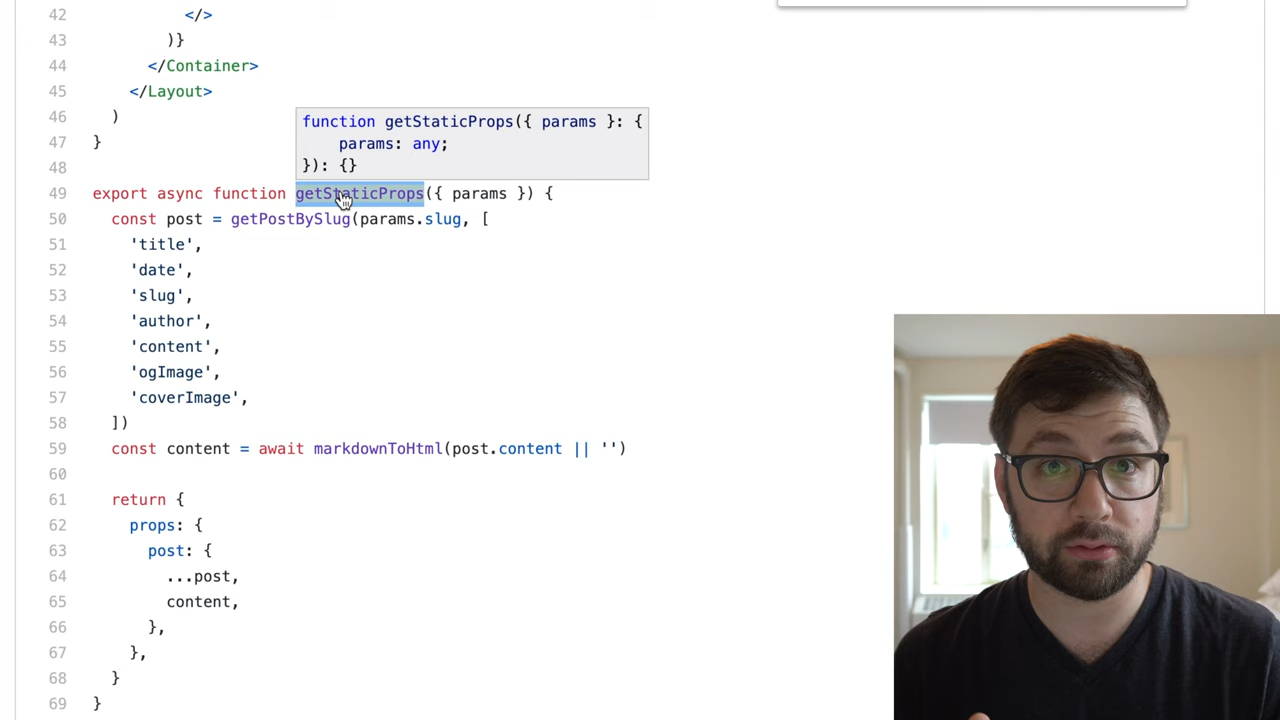 42 </>
43 )}
44 </Container>
45 </Layout>
46 )
47 }
function getStaticProps({ params }: {
params: any;
}): {}
48
49 export async function getStaticProps({ params }) {
50 const post = getPostBySlug(params.slug, [
51 'title',
52 'date',
53 'slug',
54 'author',
55 'content',
56 'ogImage',
57 'coverImage',
58 ])
59 const content = await markdownToHtml(post.content || '')
60
61 return {
62 props: {
63 post: {
64 ...post,
65 content,
66 },
67 },
68 }
69 }